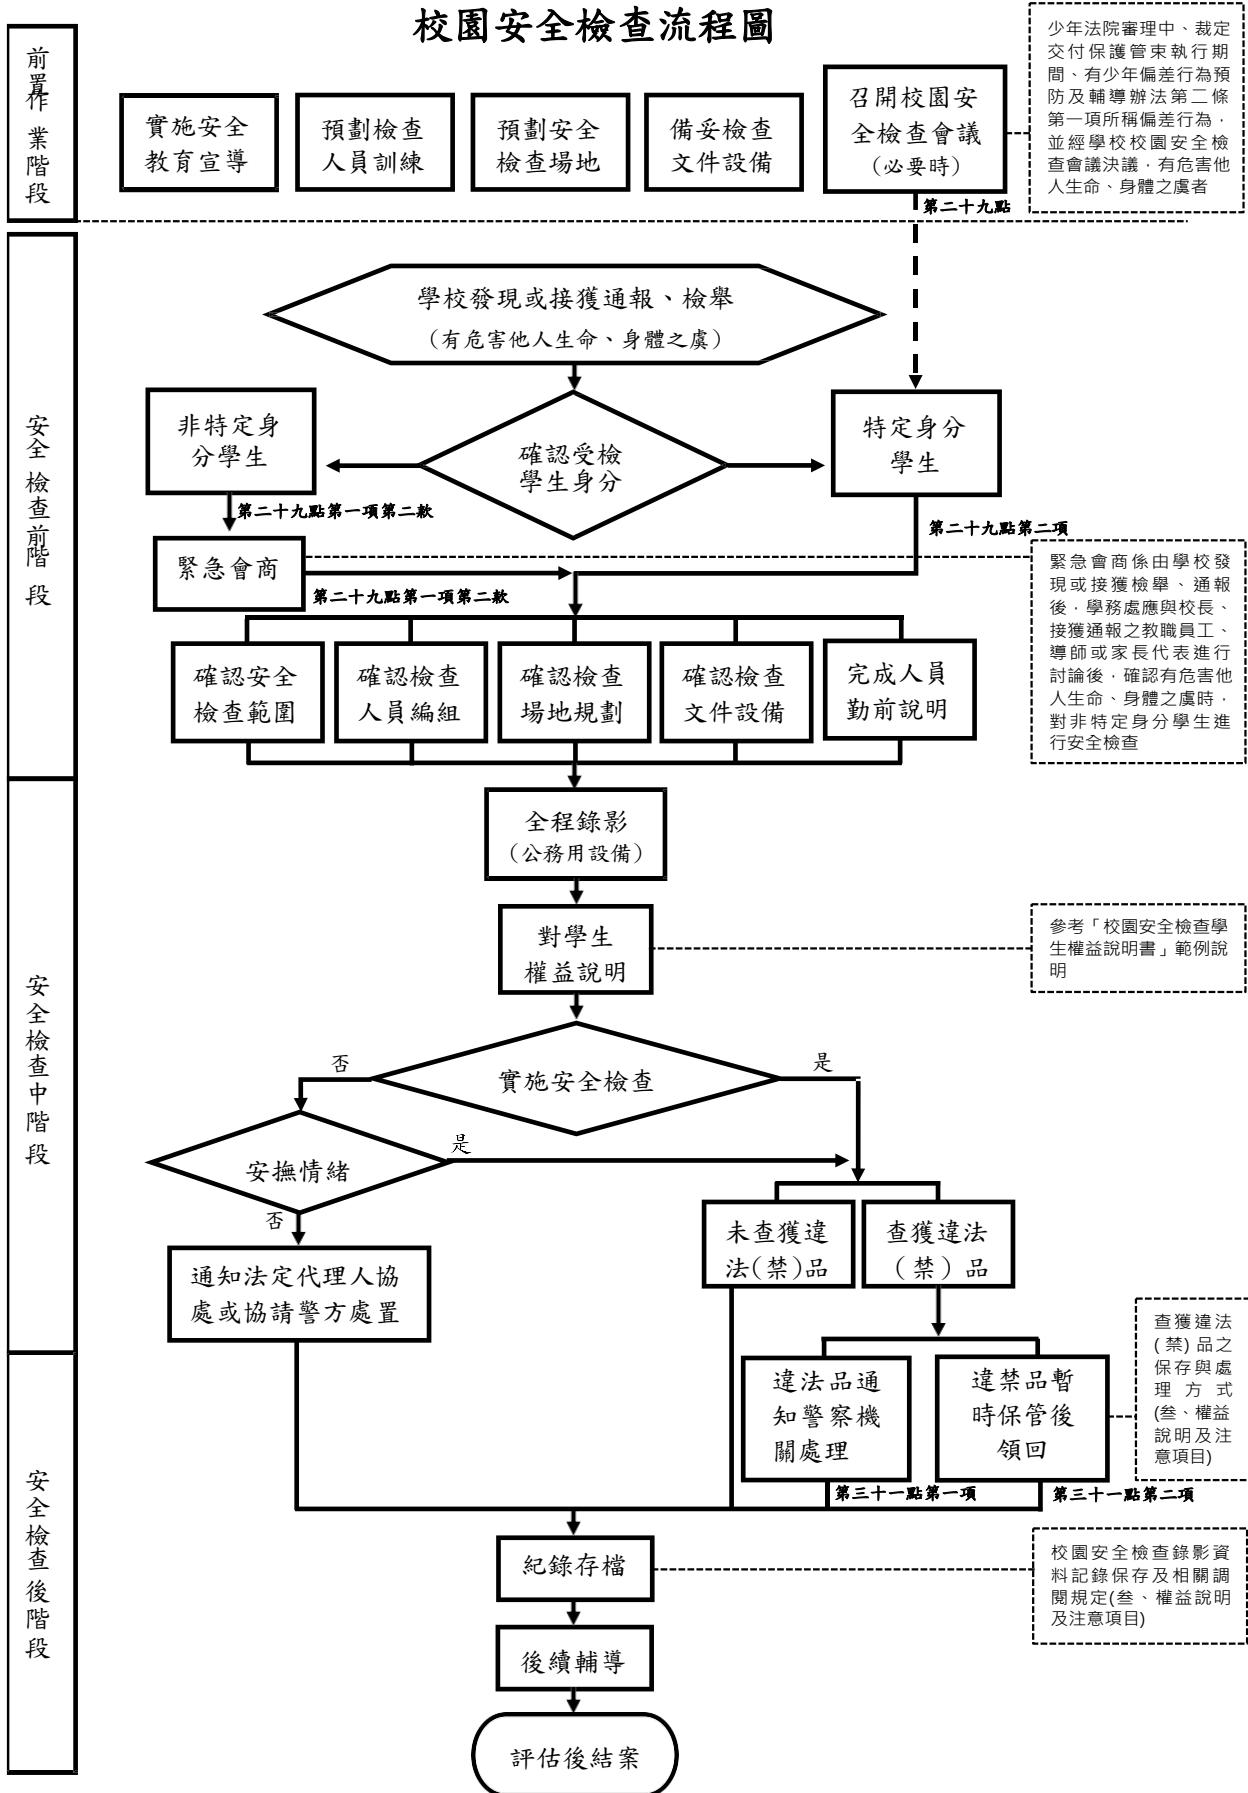 校園安全檢查流程圖
前置作業階段
實施安全
教育宣導
預劃檢查
人員訓練
預劃安全
檢查場地
備妥檢查
文件設備
召開校園安
全檢查會議
(必要時)
少年法院審理中、裁定
交付保護管束執行期
間、有少年偏差行為預
防及輔導辦法第二條
第一項所稱偏差行為，
並經學校校園安全檢
查會議決議，有危害他
人生命、身體之虞者
第二十九點
安全檢查前階段
學校發現或接獲通報、檢舉
（有危害他人生命、身體之虞）
非特定身
分學生
確認受檢
學生身分
特定身分
學生
第二十九點第一項第二款
第二十九點第二項
緊急會商
第二十九點第一項第二款
緊急會商係由學校發
現或接獲檢舉、通報
後，學務處應與校長、
接獲通報之教職員工、
導師或家長代表進行
討論後，確認有危害他
人生命、身體之虞時，
對非特定身分學生進
行安全檢查
確認安全
檢查範圍
確認檢查
人員編組
確認檢查
場地規劃
確認檢查
文件設備
完成人員
勤前說明
安全檢查中階段
全程錄影
（公務用設備）
對學生
權益說明
參考「校園安全檢查學
生權益說明書」範例說
明
實施安全檢查
否
是
安撫情緒
是
否
通知法定代理人協
處或協請警方處置
未查獲違
法(禁)品
查獲違法
（禁）品
查獲違法
(禁)品之
保存與處
理方式
(叁、權益
說明及注
意項目)
違法品通
知警察機
關處理
違禁品暫
時保管後
領回
第三十一點第一項
第三十一點第二項
安全檢查後階段
紀錄存檔
校園安全檢查錄影資
料記錄保存及相關調
閱規定(叁、權益說明
及注意項目)
後續輔導
評估後結案